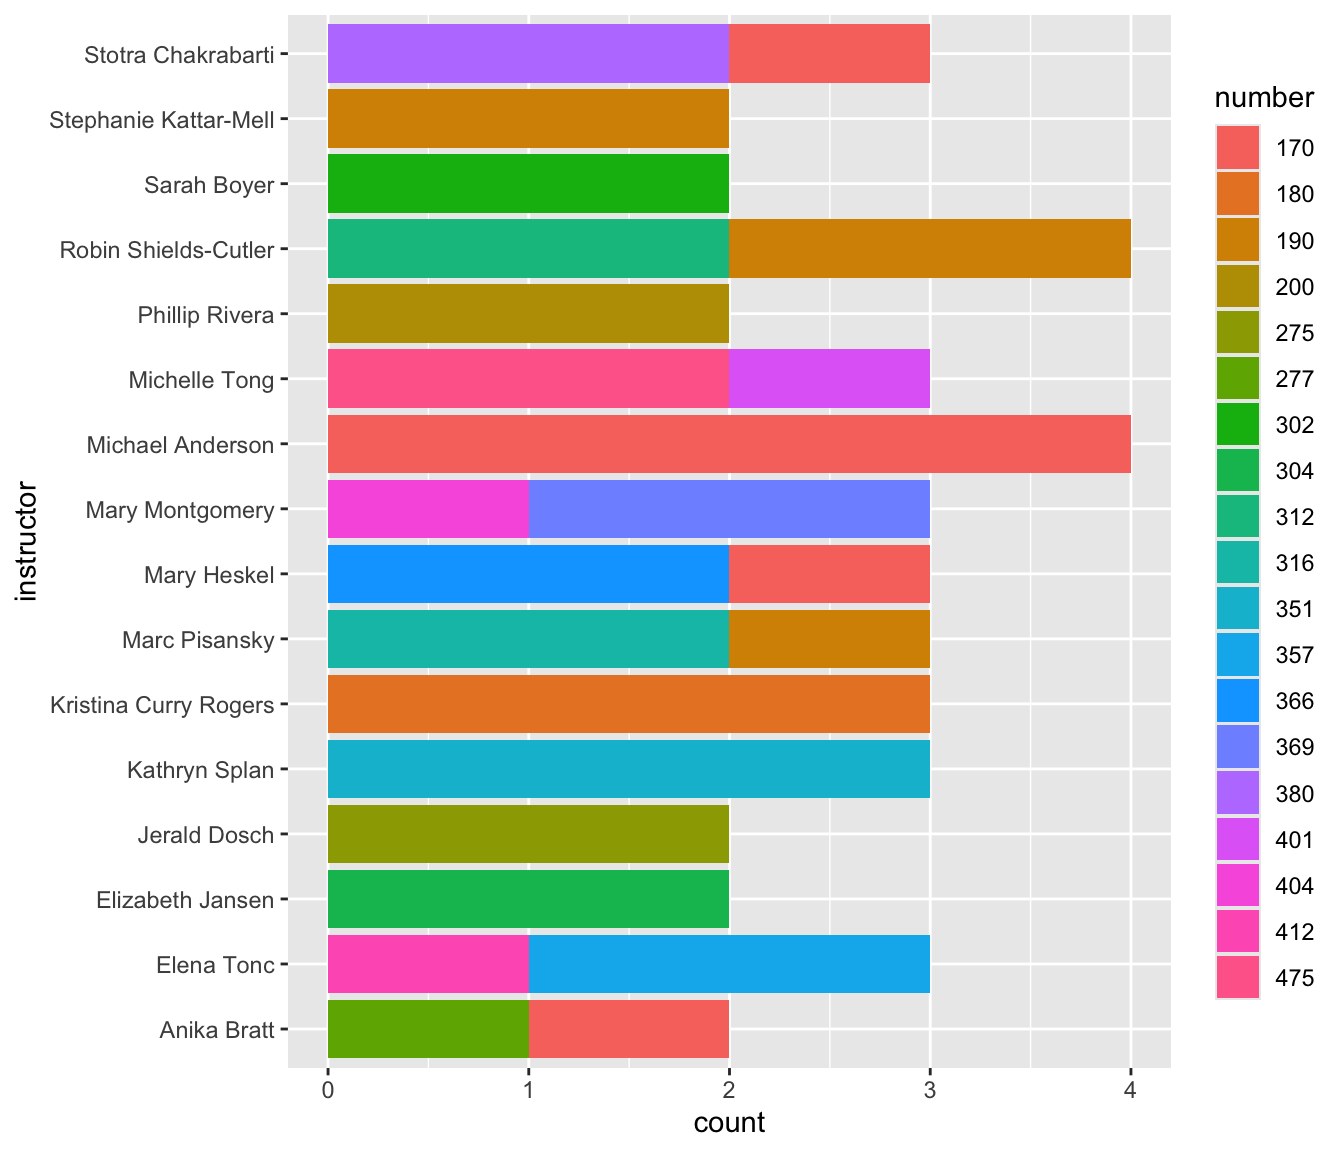 Stotra Chakrabarti
Stephanie Kattar-Mell
Sarah Boyer
Robin Shields-Cutler
Phillip Rivera
Michelle Tong
Michael Anderson
Mary Montgomery
Mary Heskel
Marc Pisansky
Kristina Curry Rogers
Kathryn Splan
Jerald Dosch
Elizabeth Jansen
Elena Tonc
Anika Bratt
instructor
0 1 2 3 4
count
number
170
180
190
200
275
277
302
304
312
316
351
357
366
369
380
401
404
412
475